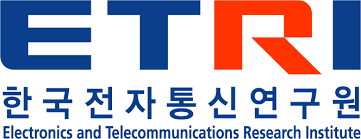 ETRI
한국전자통신연구원
Electronics and Telecommunications Research Institute